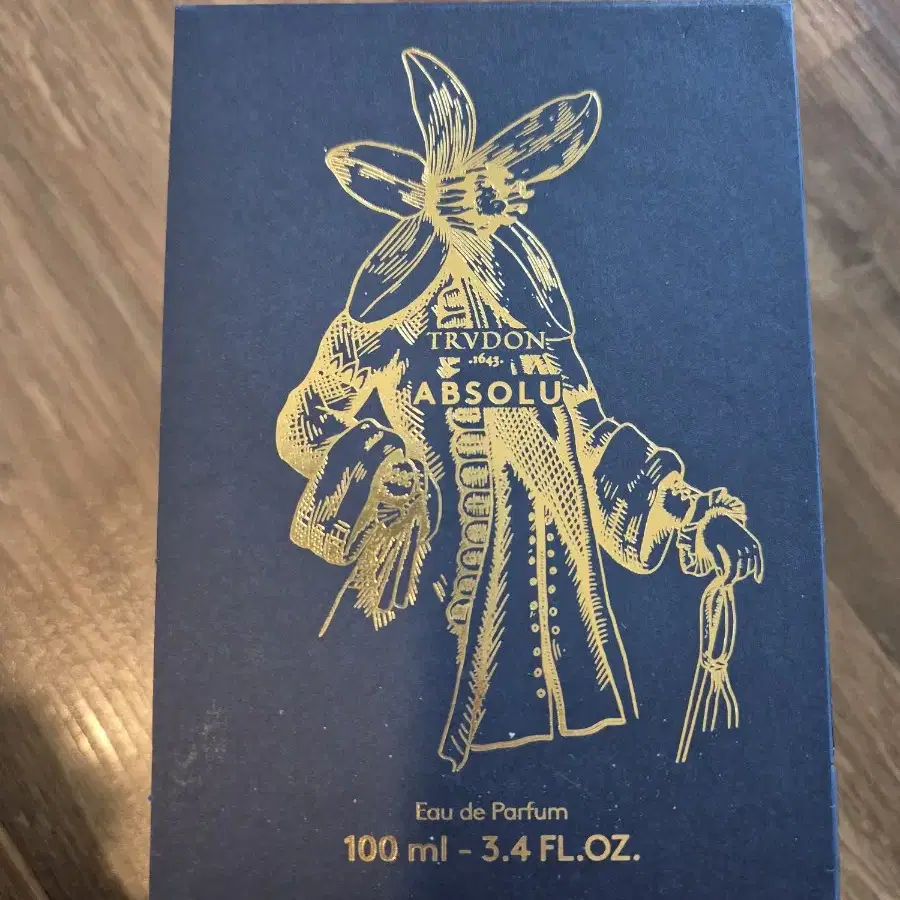 TRVDON
·1643·
ABSOLU
Eau de Parfum
100 ml - 3.4 FL.OZ.